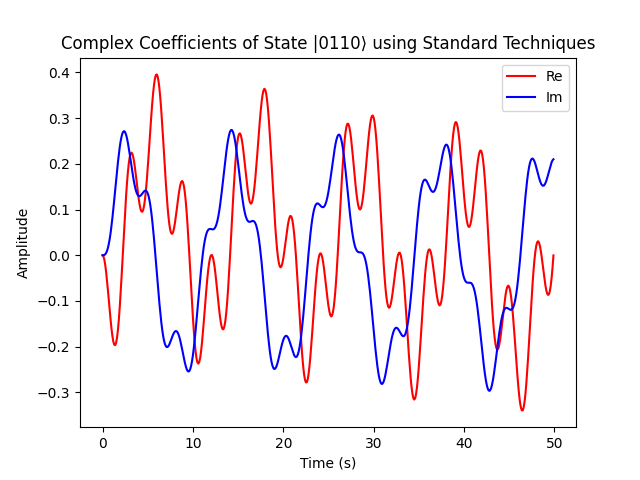 Complex Coefficients of State |0110⟩ using Standard Techniques
Re
Im
Amplitude
0.4
0.3
0.2
0.1
0.0
−0.1
−0.2
−0.3
0 10 20 30 40 50
Time (s)